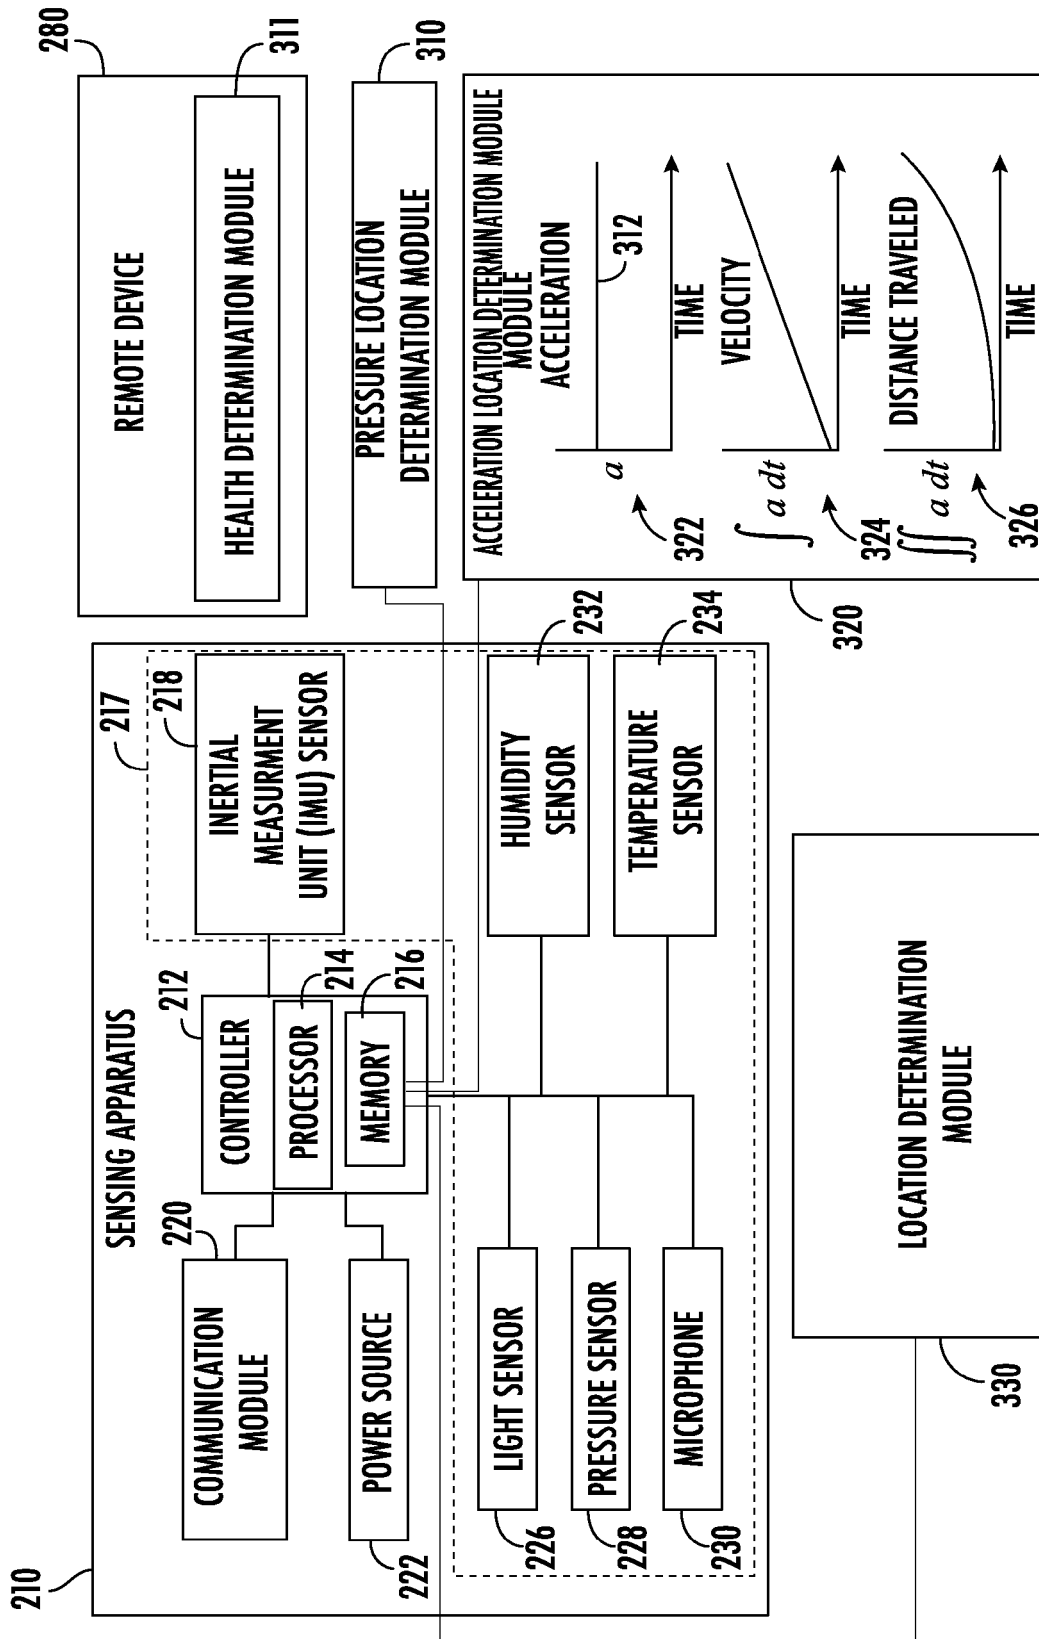 210
SENSING APPARATUS
220
COMMUNICATION
MODULE
POWER SOURCE
222
212
CONTROLLER
PROCESSOR
214
MEMORY
216
217
218
INERTIAL
MEASURMENT
UNIT (IMU) SENSOR
LIGHT SENSOR
226
PRESSURE SENSOR
228
MICROPHONE
230
HUMIDITY
SENSOR
232
TEMPERATURE
SENSOR
234
REMOTE DEVICE
280
HEALTH DETERMINATION MODULE
311
PRESSURE LOCATION
DETERMINATION MODULE
310
ACCELERATION LOCATION DETERMINATION MODULE
MODULE
ACCELERATION
a
312
322
TIME
VELOCITY
∫ a dt
324
TIME
DISTANCE TRAVELED
∫∫ a dt
326
TIME
320
LOCATION DETERMINATION
MODULE
330